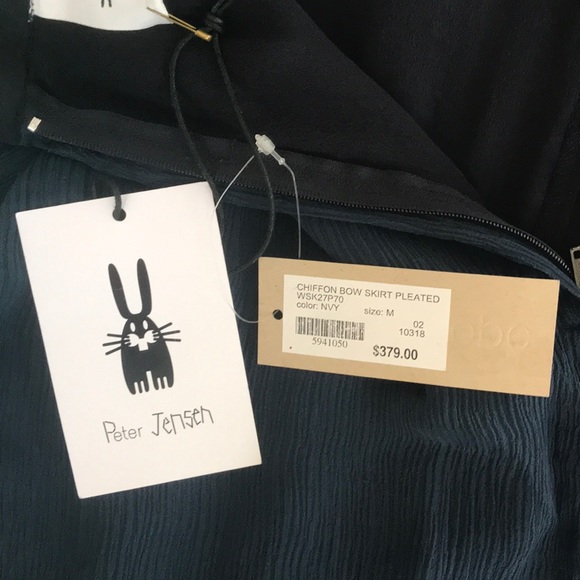 Peter Jensen
CHIFFON BOW SKIRT PLEATED
WSK27P70
color: NVY size: M
02
10318
5941050
$379.00